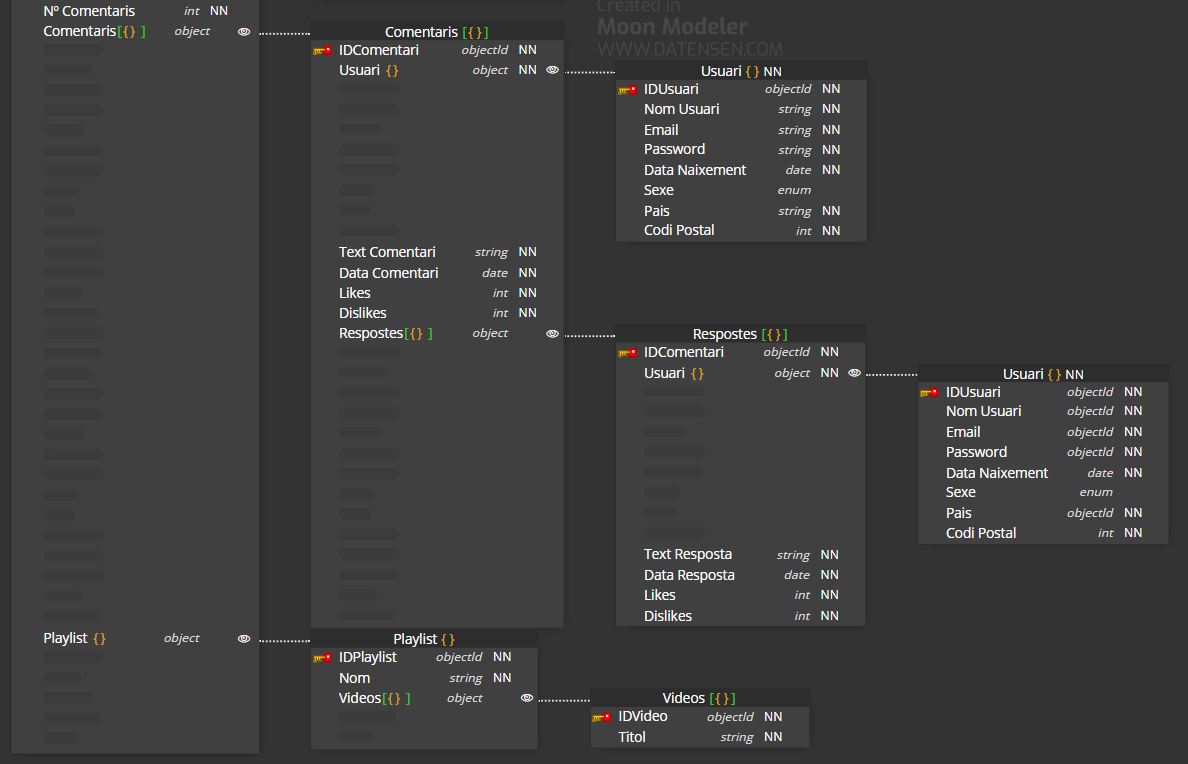 Created in
Moon Modeler
WWW.DATENSEN.COM
Nº Comentaris int NN
Comentaris[{} ] object
Comentaris [{}]
IDComentari objectId NN
Usuari {} object NN
Usuari {} NN
IDUsuari objectId NN
Nom Usuari string NN
Email string NN
Password string NN
Data Naixement date NN
Sexe enum
Pais string NN
Codi Postal int NN
Text Comentari string NN
Data Comentari date NN
Likes int NN
Dislikes int NN
Respostes[{} ] object
Respostes [{}]
IDComentari objectId NN
Usuari {} object NN
Usuari {} NN
IDUsuari objectId NN
Nom Usuari objectId NN
Email objectId NN
Password objectId NN
Data Naixement date NN
Sexe enum
Pais objectId NN
Codi Postal int NN
Text Resposta string NN
Data Resposta date NN
Likes int NN
Dislikes int NN
Playlist {} object
Playlist {}
IDPlaylist objectId NN
Nom string NN
Videos[{} ] object
Videos [{}]
IDVideo objectId NN
Titol string NN